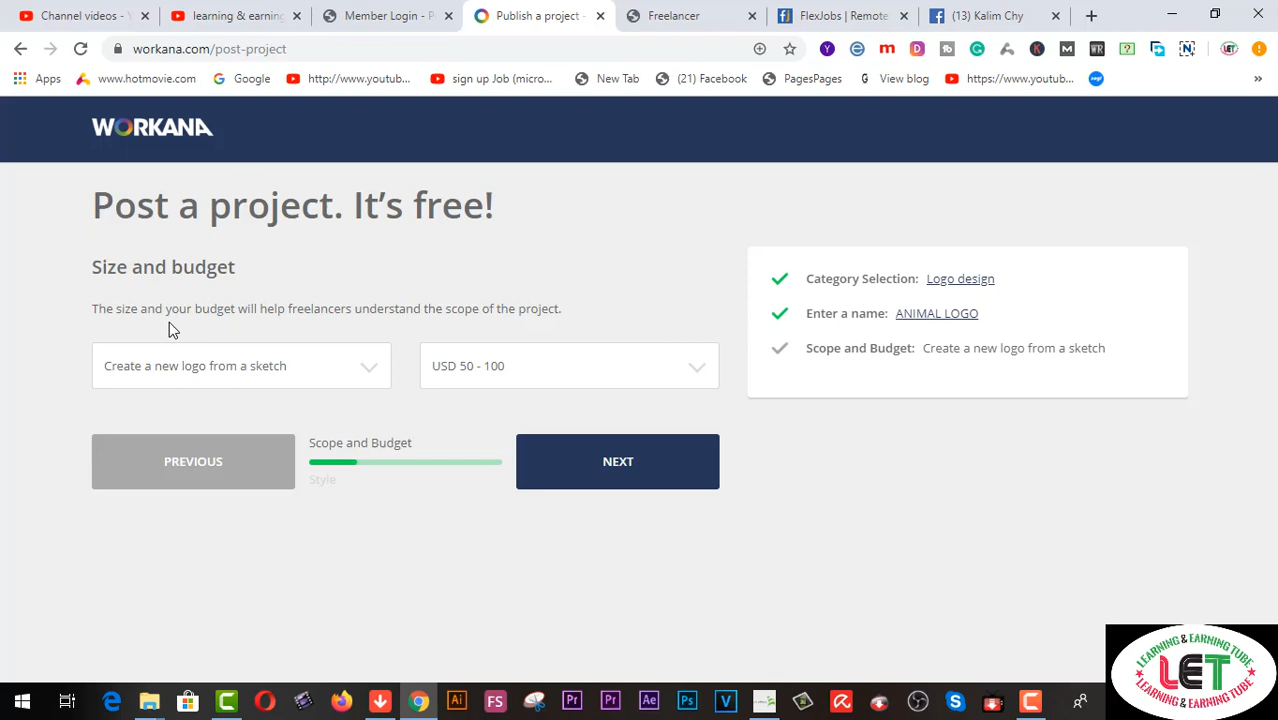 Channel videos -
learning & earning
Member Login - P
Publish a project -
Freelancer
FlexJobs | Remote
(13) Kalim Chy
workana.com/post-project
Apps
www.hotmovie.com
Google
http://www.youtub...
sign up Job (micro...
New Tab
(21) Facebook
PagesPages
View blog
https://www.youtub...
WORKANA
Post a project. It's free!
Size and budget
The size and your budget will help freelancers understand the scope of the project.
Create a new logo from a sketch
USD 50 - 100
Category Selection: Logo design
Enter a name: ANIMAL LOGO
Scope and Budget: Create a new logo from a sketch
PREVIOUS
Scope and Budget
Style
NEXT
LEARNING & EARNING TUBE
LET
LEARNING & EARNING TUBE